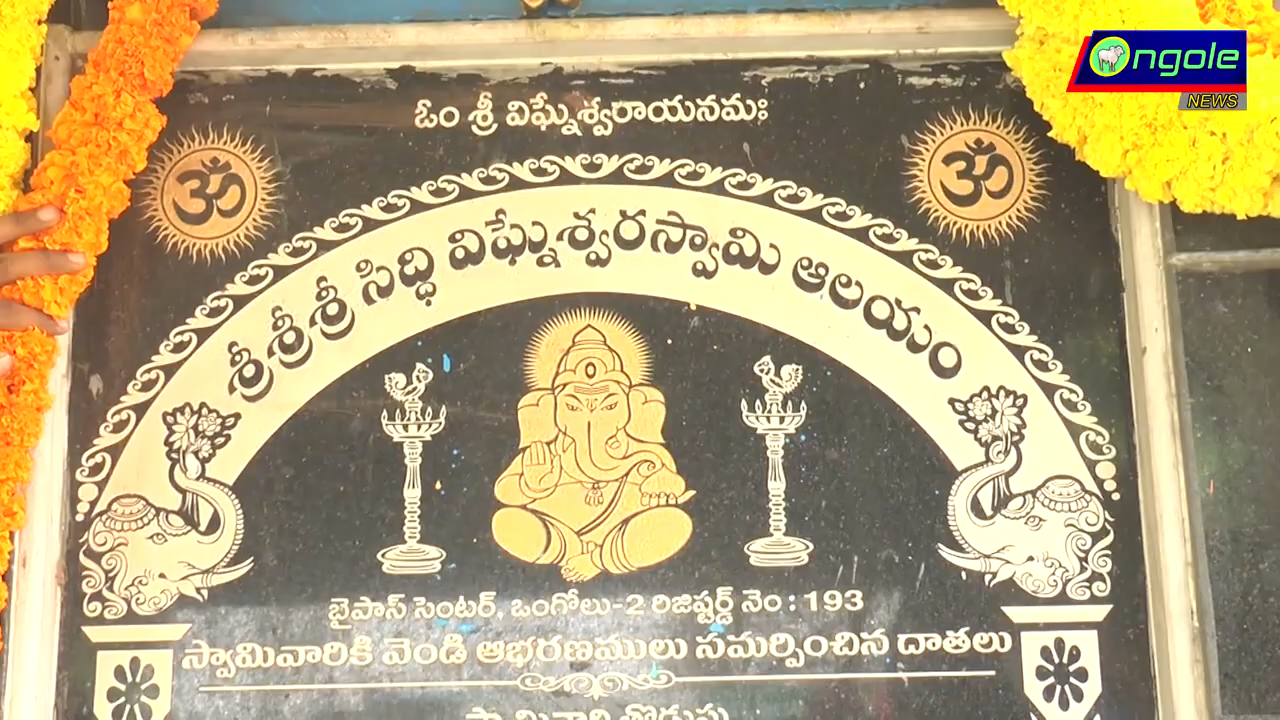 Ongole
NEWS
ఓం శ్రీ విఘ్నేశ్వరాయనమః
ॐ
ॐ
శ్రీశ్రీశ్రీ సిద్ధి విఘ్నేశ్వరస్వామి ఆలయం
బైపాస్ సెంటర్, ఒంగోలు-2 రిజిష్టర్డ్ నెం : 193
స్వామివారికి వెండి ఆభరణములు సమర్పించిన దాతలు